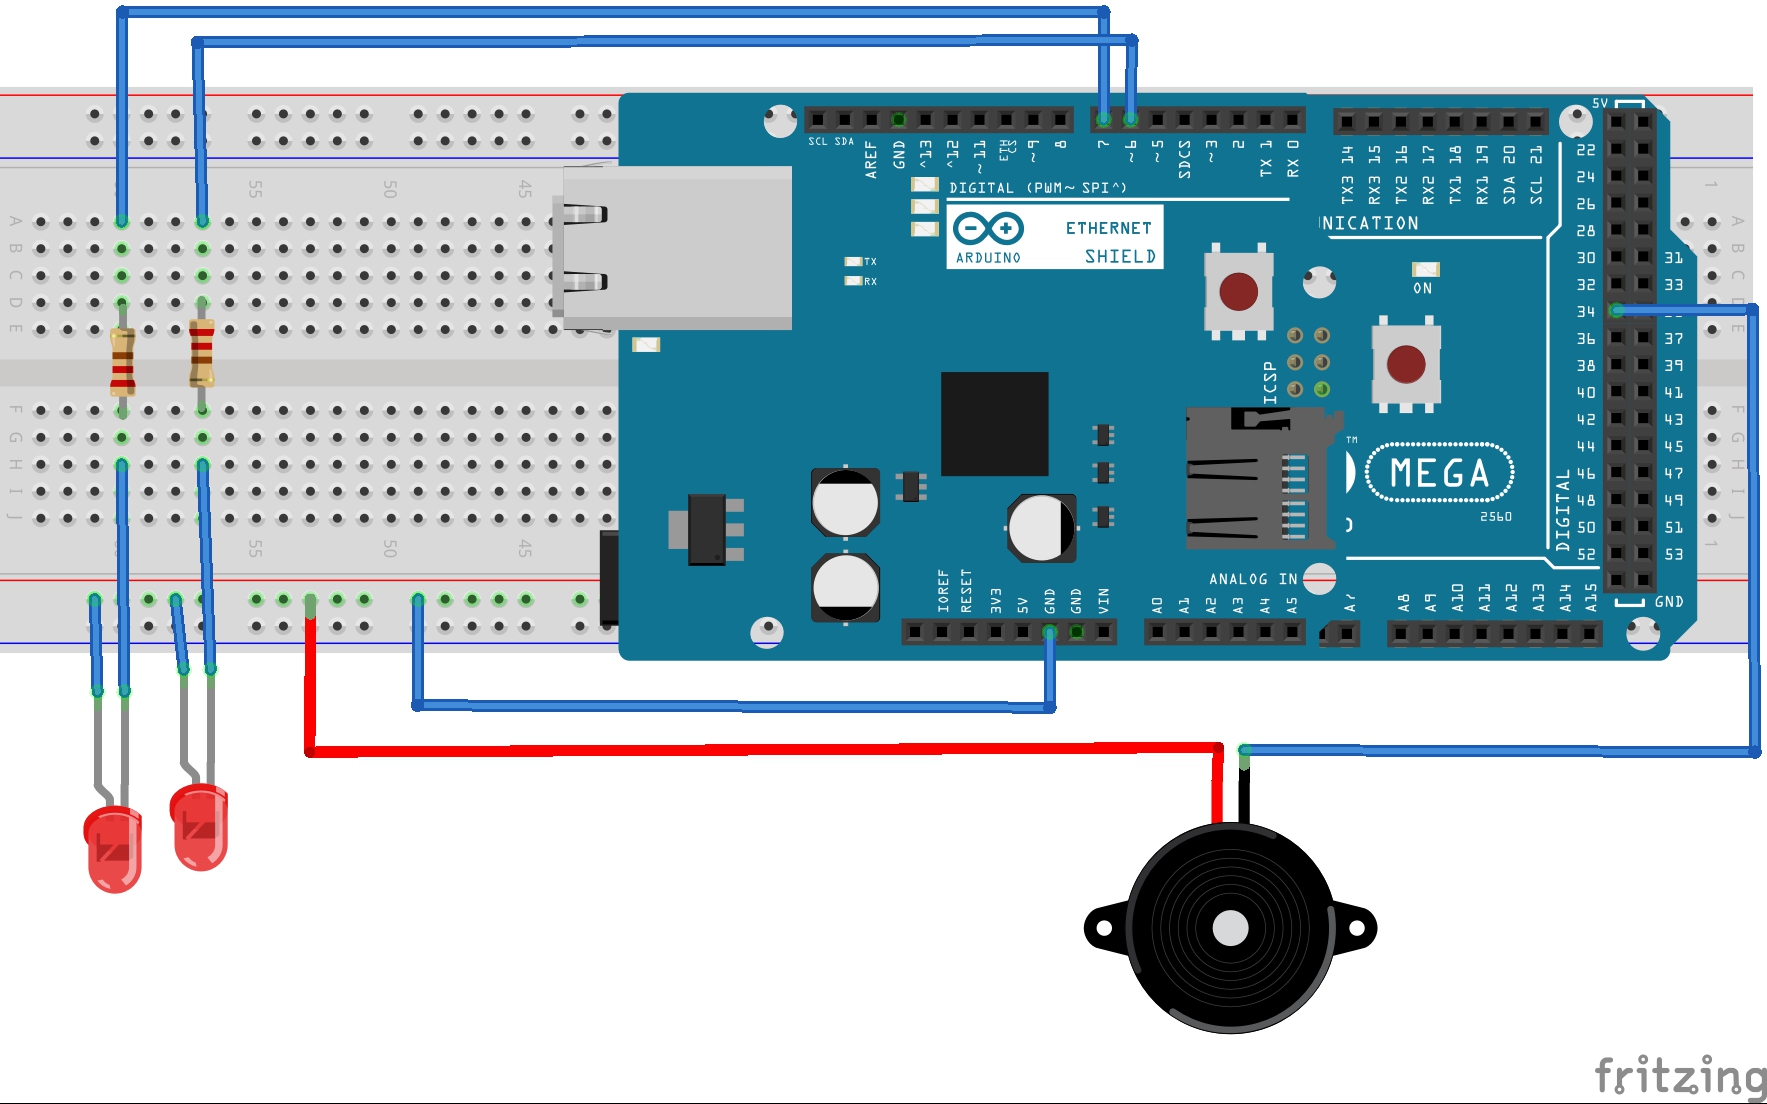 5V
SCL SDA
AREF
GND
^13
^12
~11
ETH
CS
~9
8
7
~6
~5
SDCS
~3
2
TX 1
RX 0
TX3 14
RX3 15
TX2 16
RX2 17
TX1 18
RX1 19
SDA 20
SCL 21
DIGITAL (PWM~ SPI^)
ARDUINO
ETHERNET
SHIELD
NICATION
TX
RX
ON
ICSP
TM
MEGA
2560
DIGITAL
22
24
26
28
30 31
32 33
34
36 37
38 39
40 41
42 43
44 45
46 47
48 49
50 51
52 53
GND
ANALOG IN
IOREF
RESET
3V3
5V
GND
GND
VIN
A0
A1
A2
A3
A4
A5
A7
A8
A9
A10
A11
A12
A13
A14
A15
55
50
45
1
A
B
C
D
E
F
G
H
I
J
55
50
45
1
A
B
C
E
F
G
H
I
J
fritzing